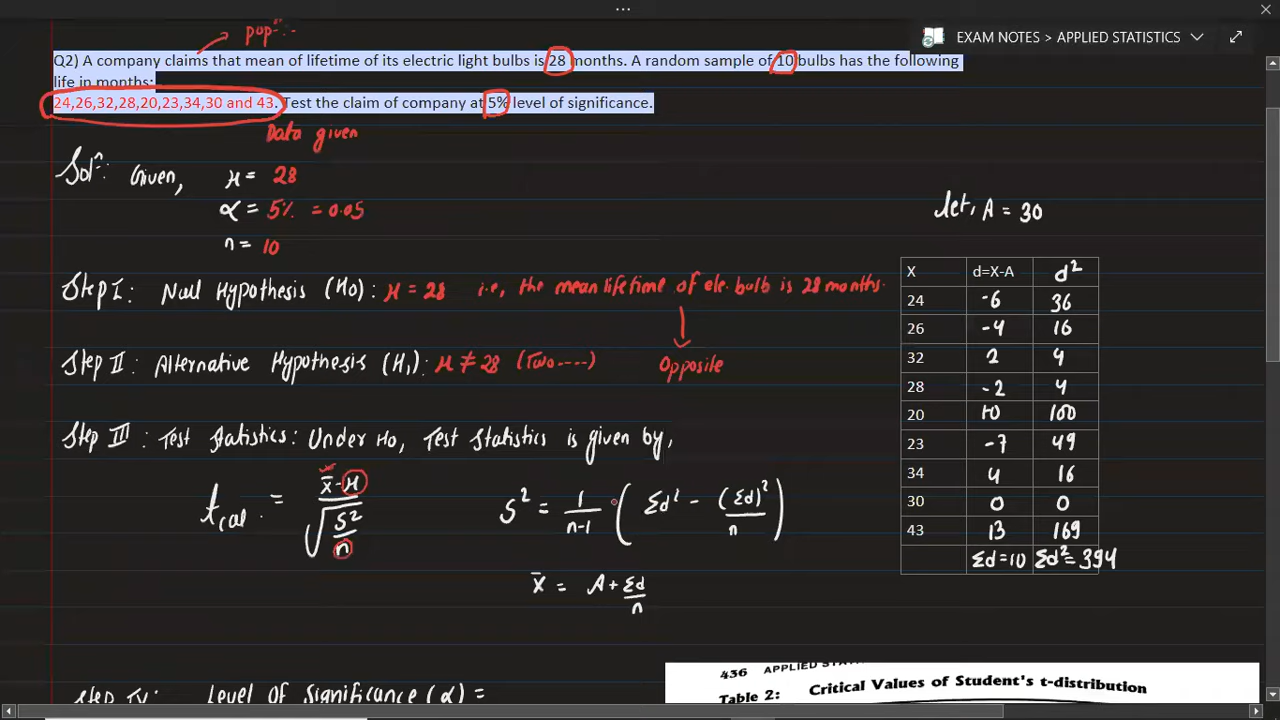 EXAM NOTES > APPLIED STATISTICS
popⁿ:-
Q2) A company claims that mean of lifetime of its electric light bulbs is 28 months. A random sample of 10 bulbs has the following
life in months:
24,26,32,28,20,23,34,30 and 43. Test the claim of company at 5% level of significance.
Data given
Solⁿ: Given, μ = 28
α = 5% = 0.05
n = 10
let, A = 30
Step I: Null Hypothesis (H0): μ = 28 i.e, the mean lifetime of ele. bulb is 28 months.
Step II: Alternative Hypothesis (H1): μ ≠ 28 (Two----)
Opposite
Step III: Test Statistics: Under H0, Test Statistics is given by,
t cal = x̄-μ / √(S²/n)
S² = 1/(n-1) ( Σd² - (Σd)²/n )
X̄ = A + Σd/n
X d=X-A d²
24 -6 36
26 -4 16
32 2 4
28 -2 4
20 10 100
23 -7 49
34 4 16
30 0 0
43 13 169
Σd=10 Σd²=394
Step IV: Level of Significance (α) =
436 APPLIED STATI
Table 2: Critical Values of Student's t-distribution